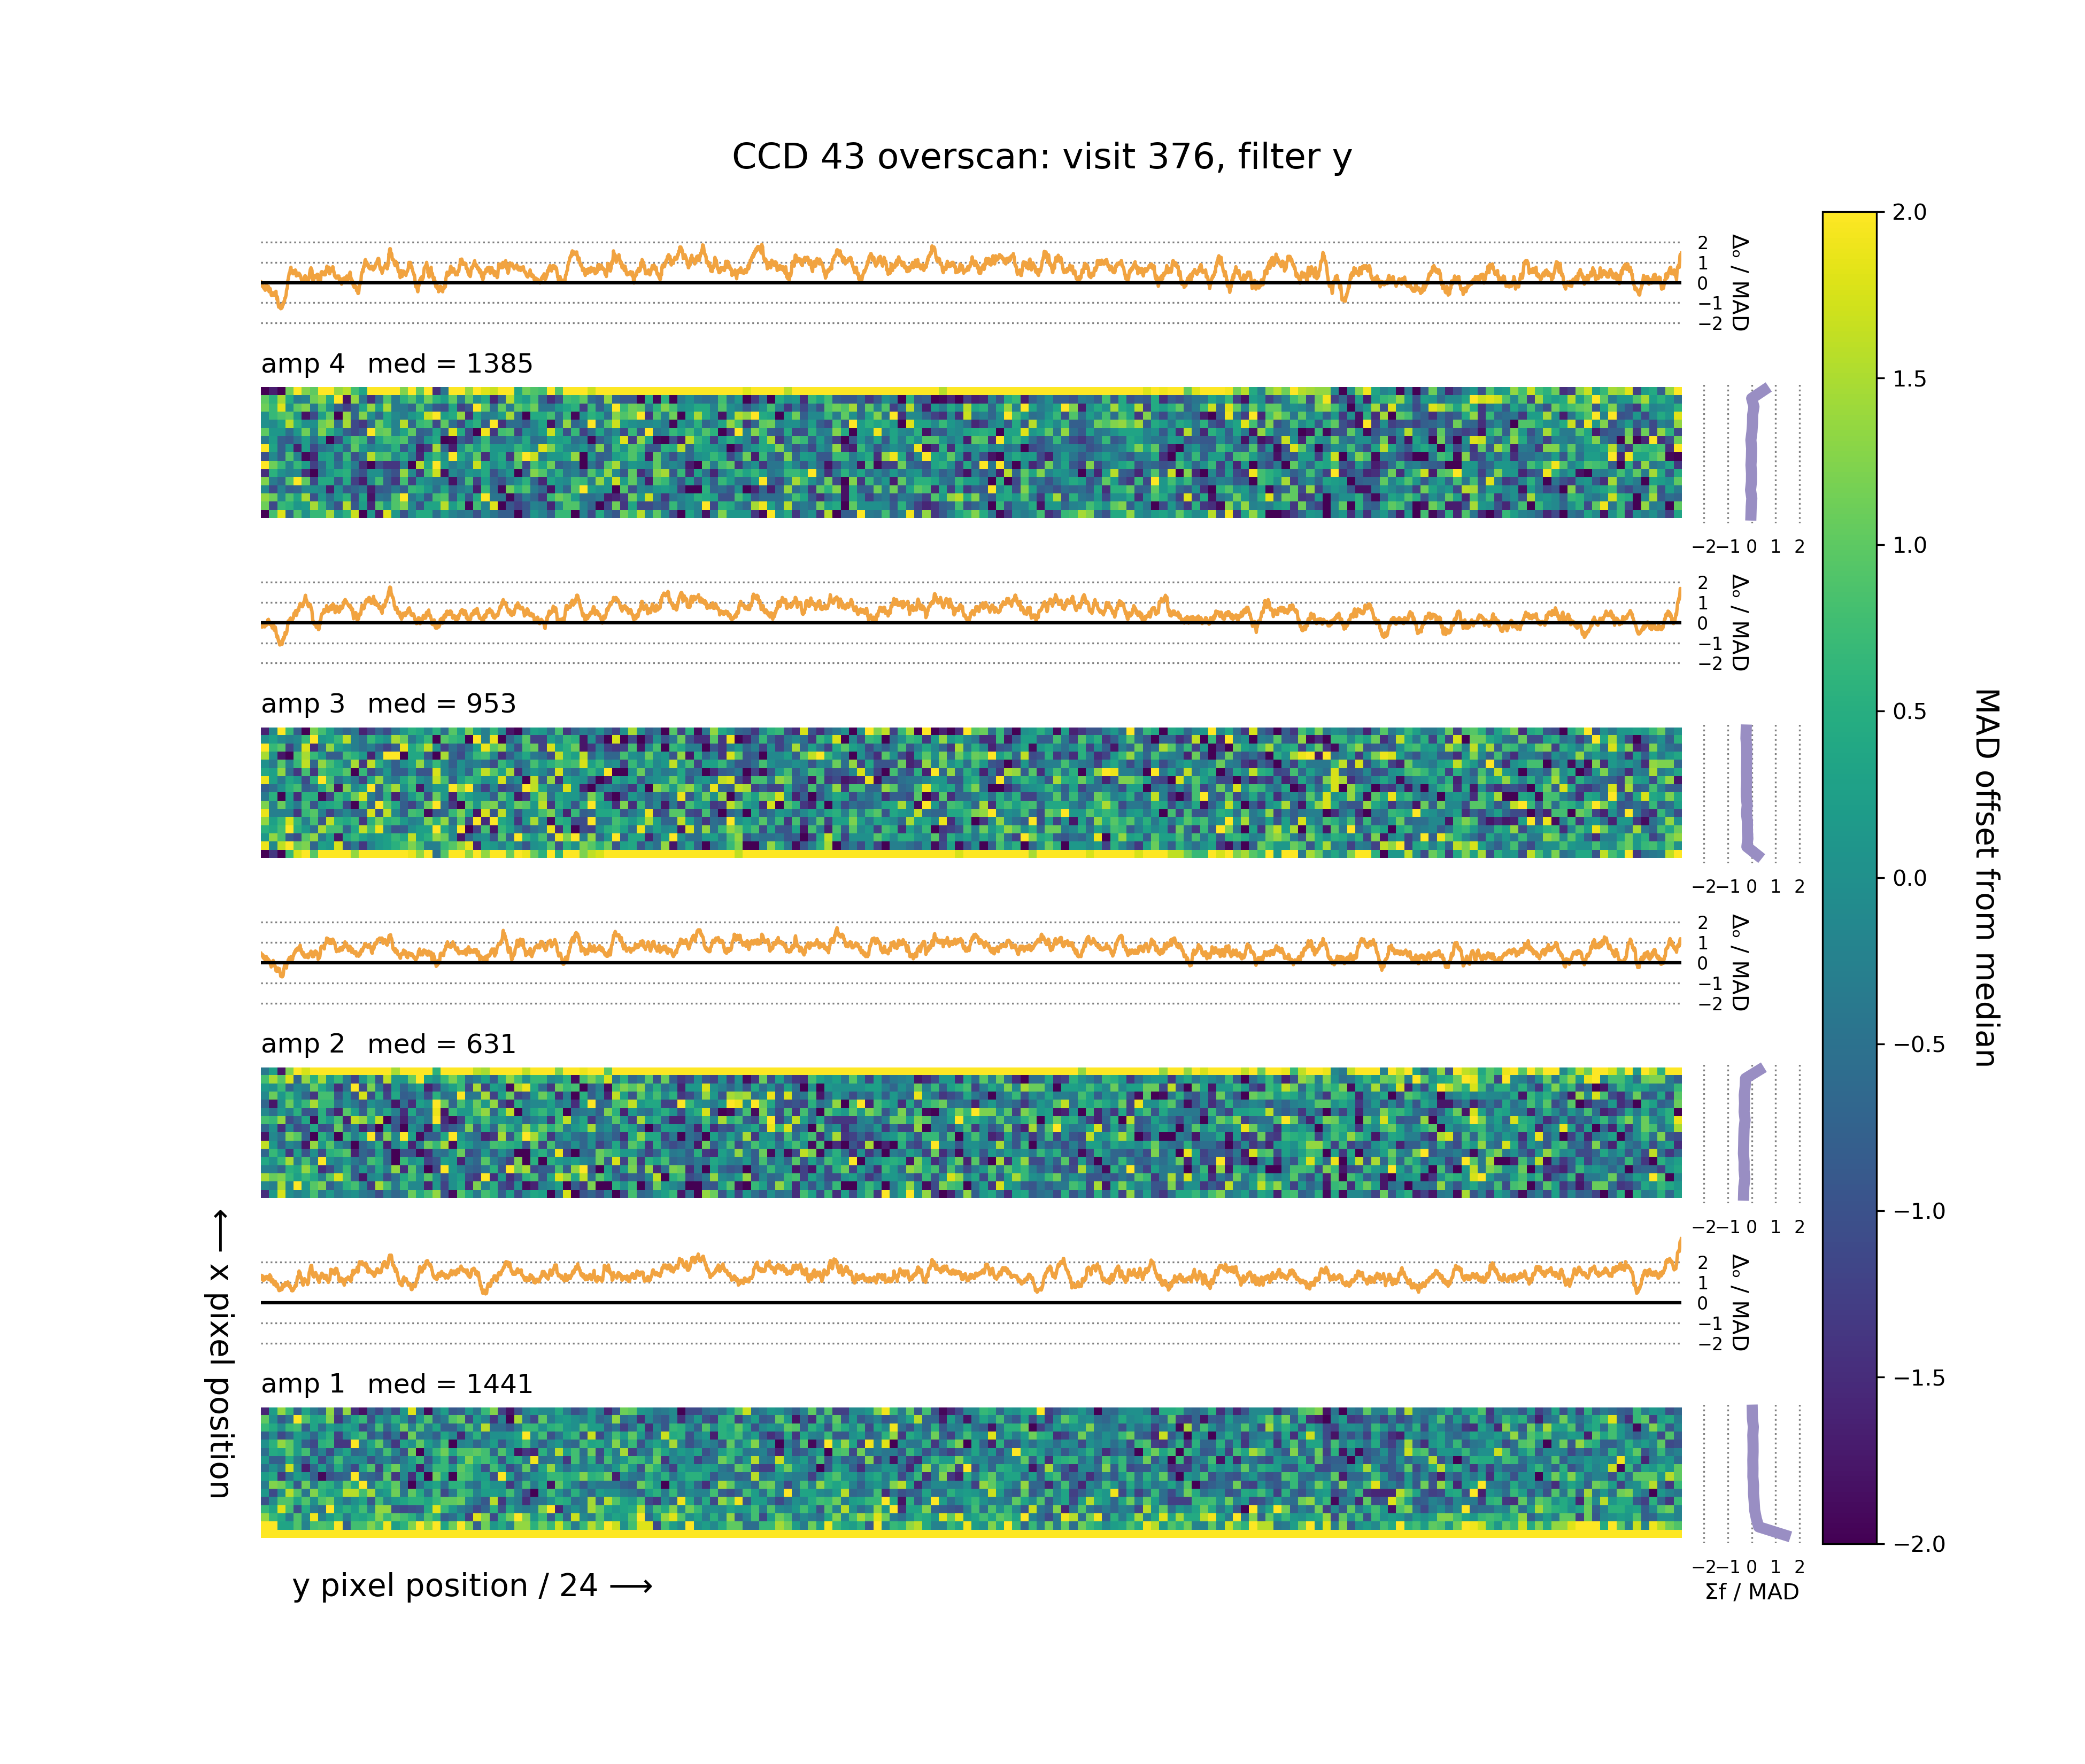 CCD 43 overscan: visit 376, filter y
2
1
0
−1
−2
Δₒ / MAD
amp 4 med = 1385
−2 −1 0 1 2
2
1
0
−1
−2
Δₒ / MAD
amp 3 med = 953
−2 −1 0 1 2
2
1
0
−1
−2
Δₒ / MAD
amp 2 med = 631
−2 −1 0 1 2
2
1
0
−1
−2
Δₒ / MAD
amp 1 med = 1441
−2 −1 0 1 2
Σf / MAD
⟵ x pixel position
y pixel position / 24 ⟶
2.0
1.5
1.0
0.5
0.0
−0.5
−1.0
−1.5
−2.0
MAD offset from median